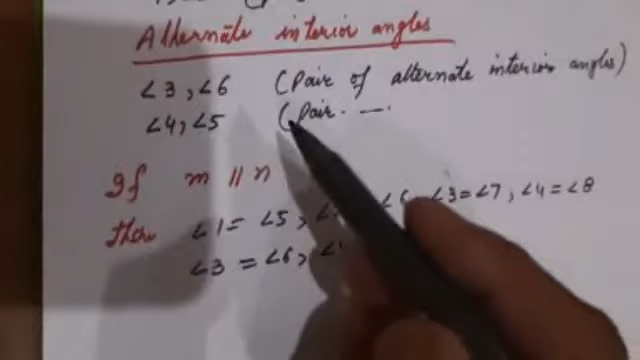 Alternate interior angles
∠3, ∠6 (Pair of alternate interior angles)
∠4, ∠5 (Pair. ---.
If m || n
then ∠1 = ∠5, ∠6, ∠3 = ∠7, ∠4 = ∠8
∠3 = ∠6,